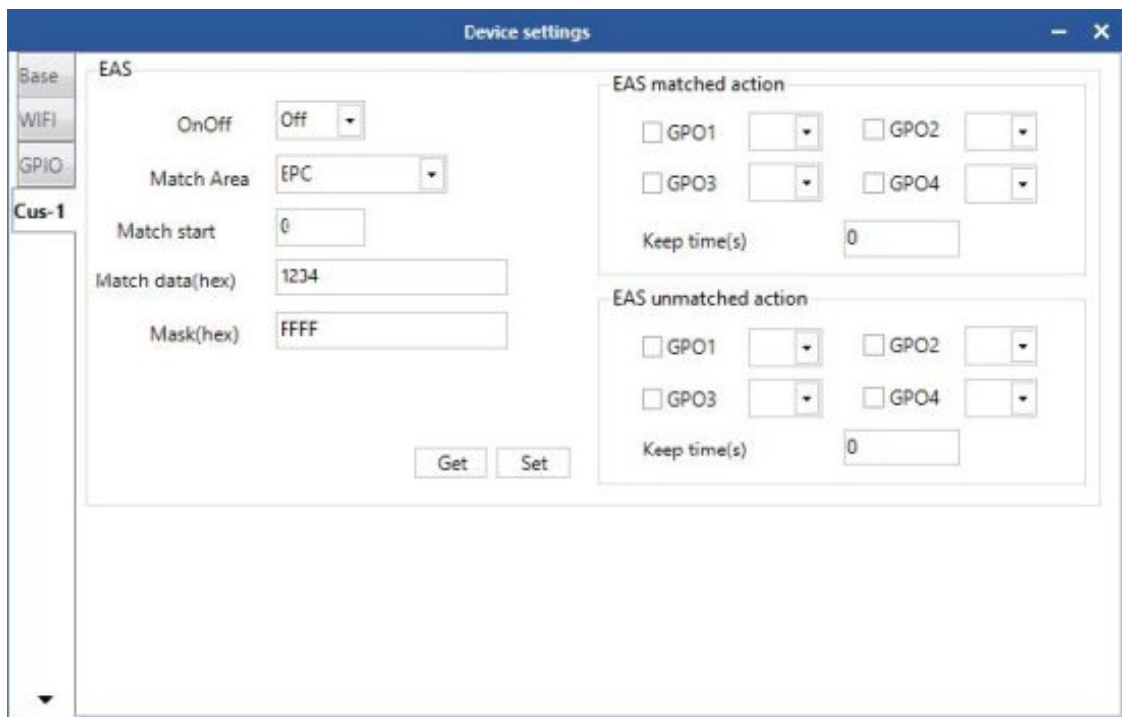 Device settings
Base
WIFI
GPIO
Cus-1
EAS
OnOff Off
Match Area EPC
Match start 0
Match data(hex) 1234
Mask(hex) FFFF
Get Set
EAS matched action
GPO1 GPO2
GPO3 GPO4
Keep time(s) 0
EAS unmatched action
GPO1 GPO2
GPO3 GPO4
Keep time(s) 0